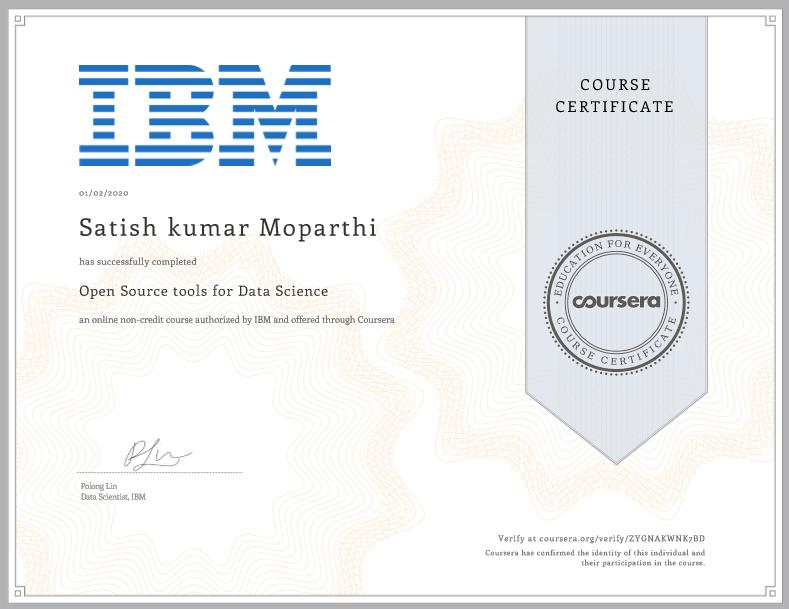 IBM
COURSE
CERTIFICATE
01/02/2020
Satish kumar Moparthi
has successfully completed
Open Source tools for Data Science
an online non-credit course authorized by IBM and offered through Coursera
EDUCATION FOR EVERYONE
coursera
COURSE CERTIFICATE
PLin
Polong Lin
Data Scientist, IBM
Verify at coursera.org/verify/ZYGNAKWNK7BD
Coursera has confirmed the identity of this individual and
their participation in the course.